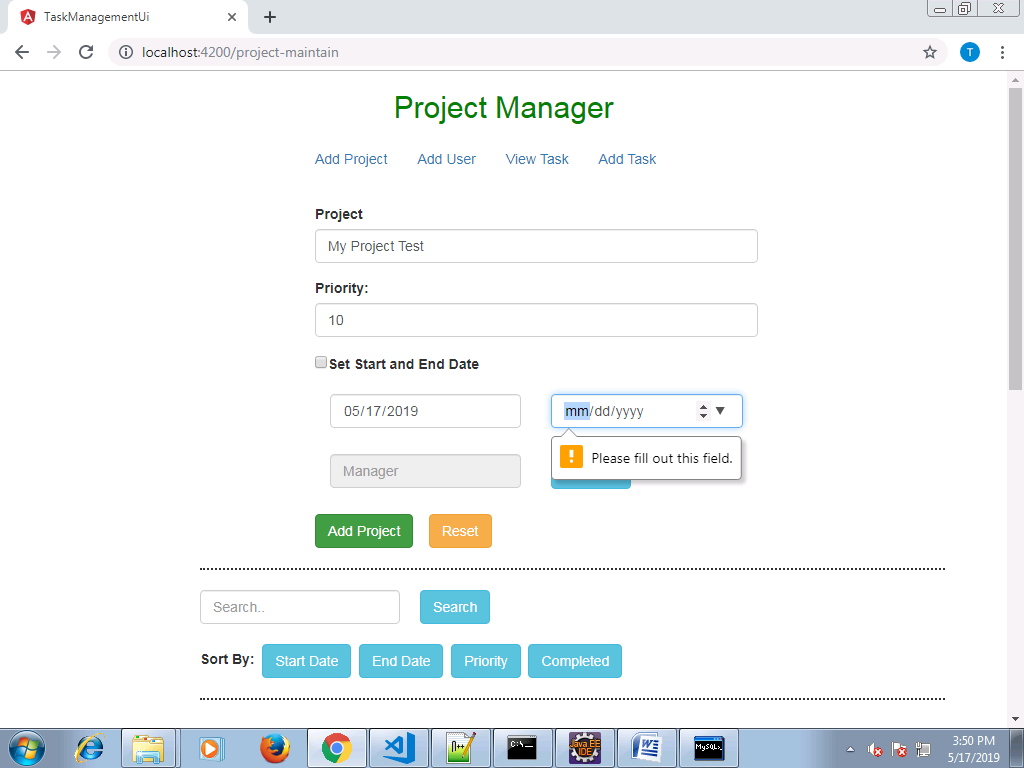 TaskManagementUi
localhost:4200/project-maintain
T
Project Manager
Add Project Add User View Task Add Task
Project
My Project Test
Priority:
10
Set Start and End Date
05/17/2019 mm/dd/yyyy
Please fill out this field.
Manager
Add Project Reset
Search.. Search
Sort By: Start Date End Date Priority Completed
3:50 PM
5/17/2019